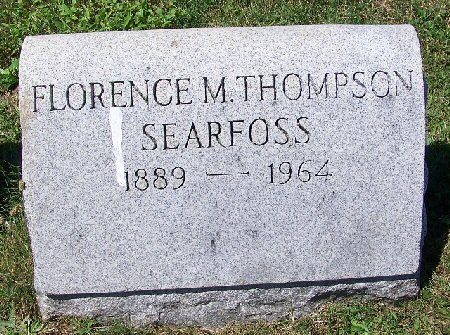 FLORENCE M. THOMPSON
SEARFOSS
1889 -- 1964